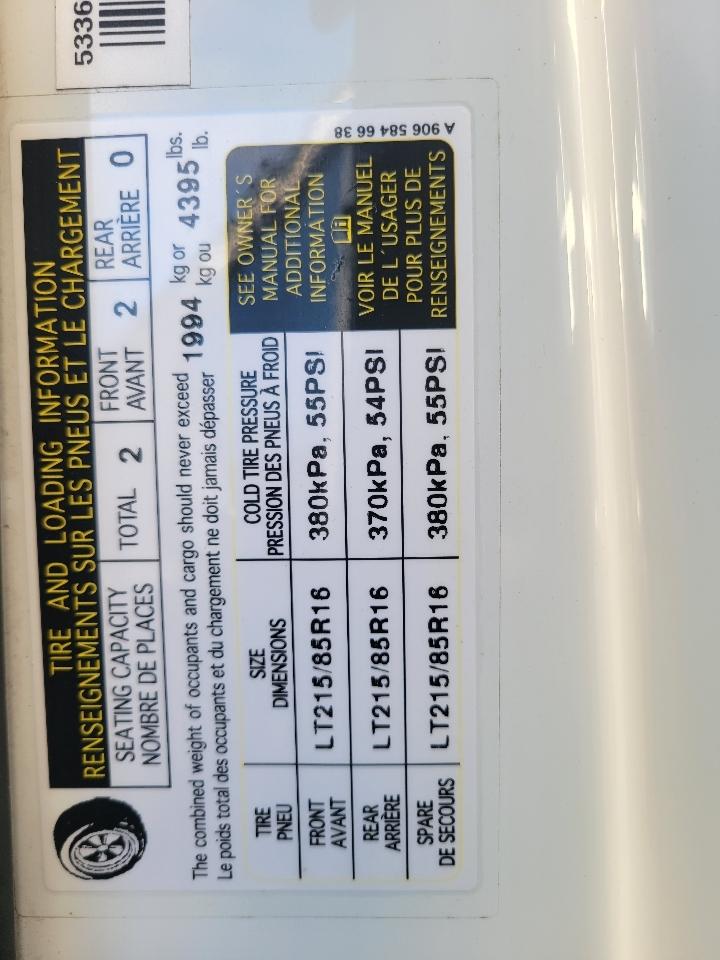 5336
TIRE AND LOADING INFORMATION
RENSEIGNEMENTS SUR LES PNEUS ET LE CHARGEMENT
SEATING CAPACITY
NOMBRE DE PLACES
TOTAL 2
FRONT
AVANT
2
REAR
ARRIÈRE
0
The combined weight of occupants and cargo should never exceed 1994 kg or 4395 lbs.
Le poids total des occupants et du chargement ne doit jamais dépasser kg ou lb.
TIRE
PNEU
SIZE
DIMENSIONS
COLD TIRE PRESSURE
PRESSION DES PNEUS À FROID
FRONT
AVANT
LT215/85R16
380kPa, 55PSI
REAR
ARRIÈRE
LT215/85R16
370kPa, 54PSI
SPARE
DE SECOURS
LT215/85R16
380kPa, 55PSI
SEE OWNER´S
MANUAL FOR
ADDITIONAL
INFORMATION
VOIR LE MANUEL
DE L´USAGER
POUR PLUS DE
RENSEIGNEMENTS
A 906 584 66 38